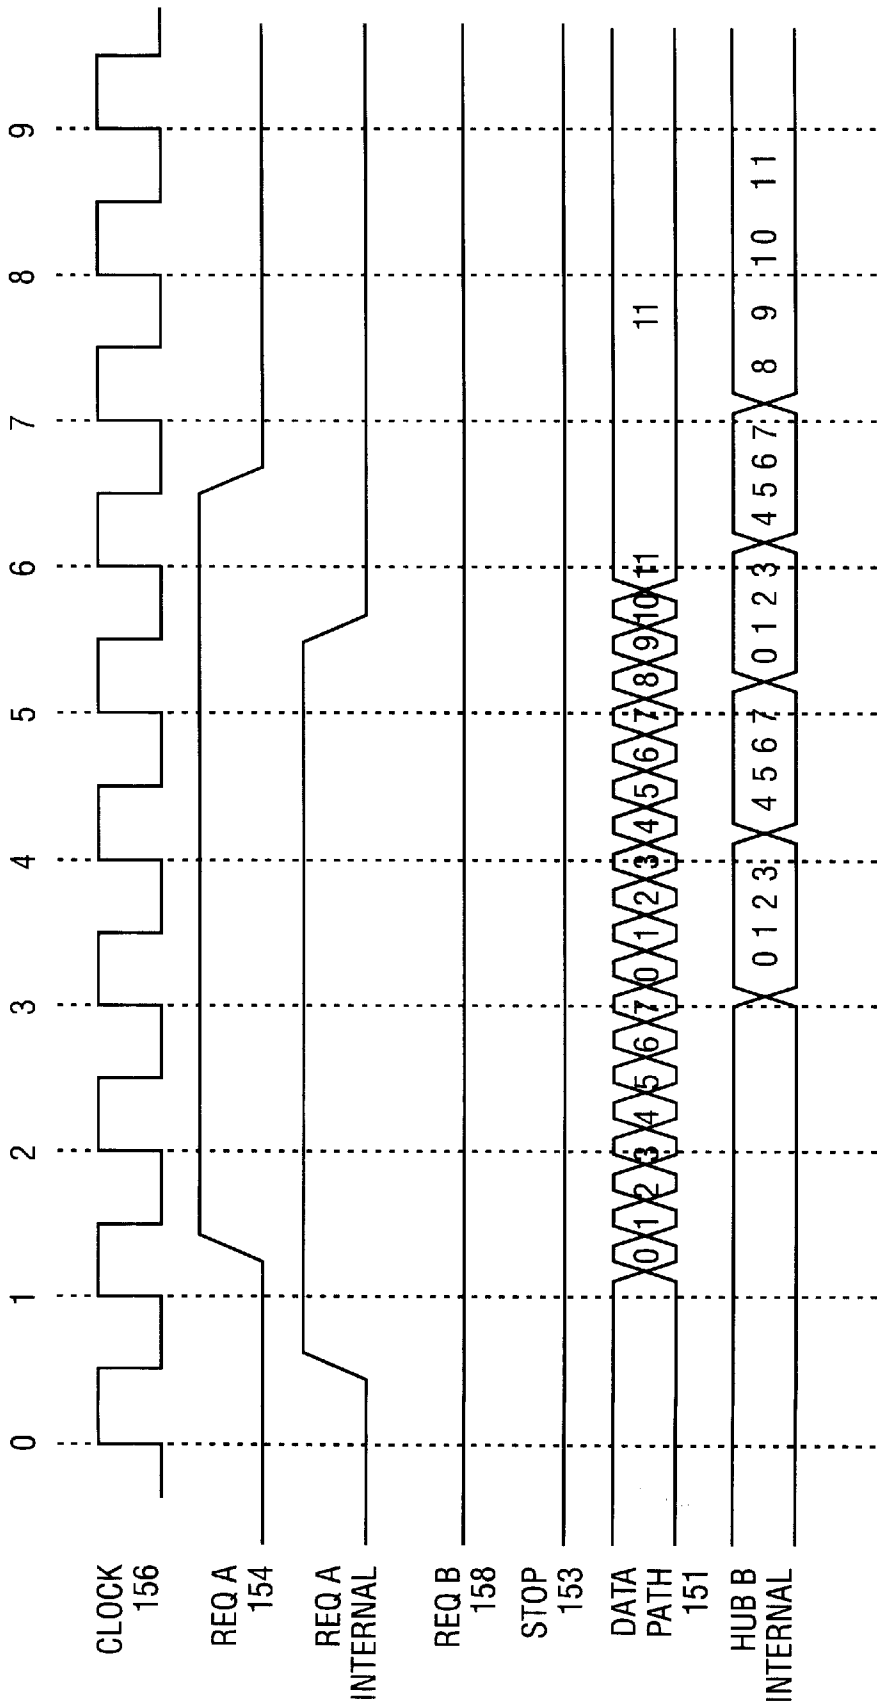 0 1 2 3 4 5 6 7 8 9
CLOCK
156
REQ A
154
REQ A
INTERNAL
REQ B
158
STOP
153
DATA
PATH
151
0 1 2 3 4 5 6 7 0 1 2 3 4 5 6 7 8 9 10 11 11
HUB B
INTERNAL
0 1 2 3 4 5 6 7 0 1 2 3 4 5 6 7 8 9 10 11